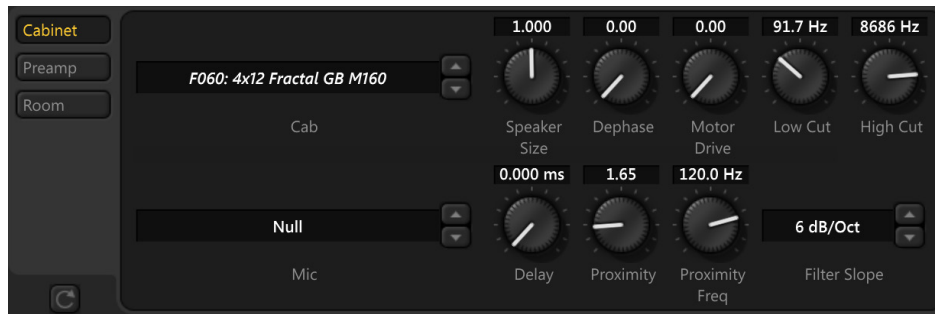 Cabinet
Preamp
Room
1.000 0.00 0.00 91.7 Hz 8686 Hz
F060: 4x12 Fractal GB M160
Cab Speaker Dephase Motor Low Cut High Cut
Size Drive
0.000 ms 1.65 120.0 Hz
Null 6 dB/Oct
Mic Delay Proximity Proximity Filter Slope
Freq